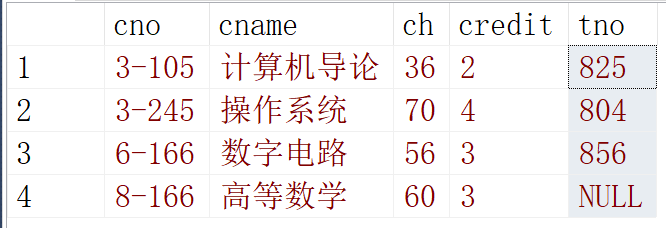 cno cname ch credit tno
1 3-105 计算机导论 36 2 825
2 3-245 操作系统 70 4 804
3 6-166 数字电路 56 3 856
4 8-166 高等数学 60 3 NULL